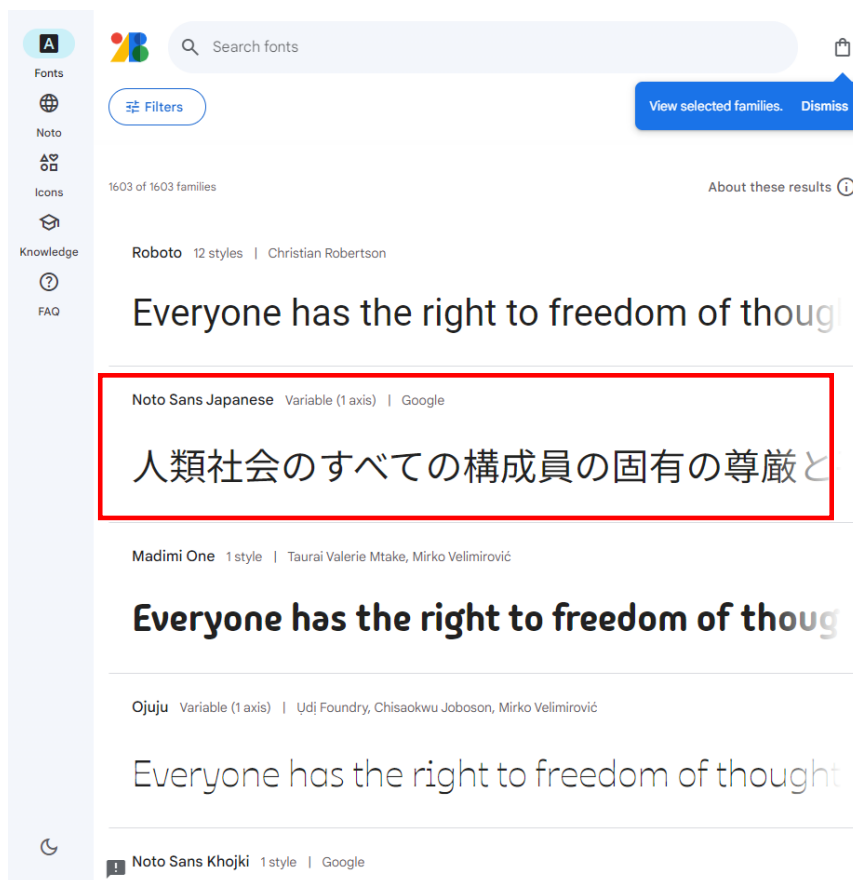 A
Fonts
Noto
Icons
Knowledge
FAQ
Search fonts
Filters
View selected families. Dismiss
1603 of 1603 families
About these results
Roboto 12 styles | Christian Robertson
Everyone has the right to freedom of thoug
Noto Sans Japanese Variable (1 axis) | Google
人類社会のすべての構成員の固有の尊厳と
Madimi One 1 style | Taurai Valerie Mtake, Mirko Velimirović
Everyone has the right to freedom of thoug
Ojuju Variable (1 axis) | Ụdị Foundry, Chisaokwu Joboson, Mirko Velimirović
Everyone has the right to freedom of thought
Noto Sans Khojki 1 style | Google